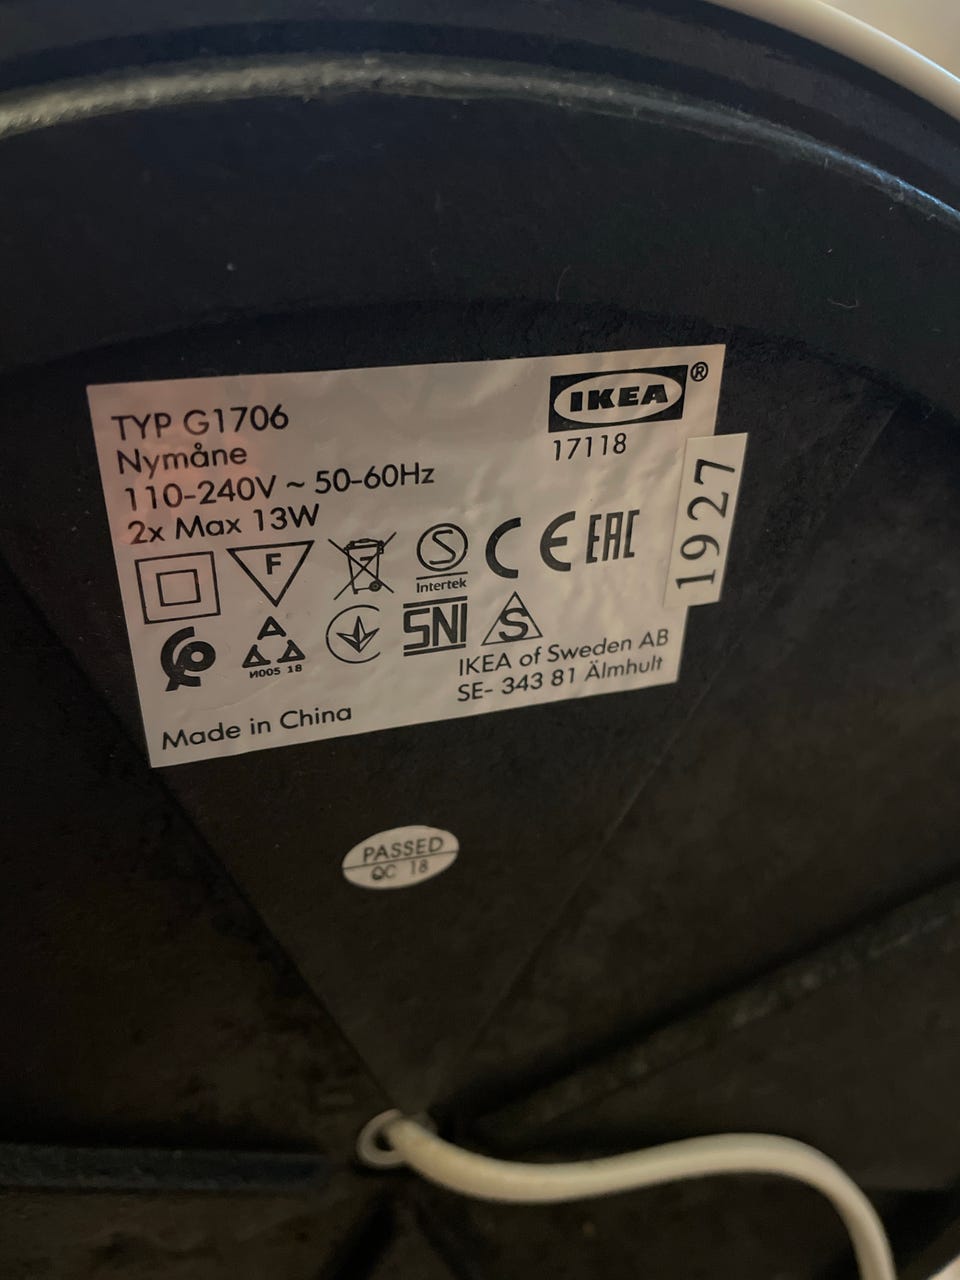 TYP G1706
Nymåne
110-240V ~ 50-60Hz
2x Max 13W
IKEA®
17118
1927
F
S
Intertek
CE
EAC
A
И005 18
SNI
S
IKEA of Sweden AB
SE- 343 81 Älmhult
Made in China
PASSED
QC 18